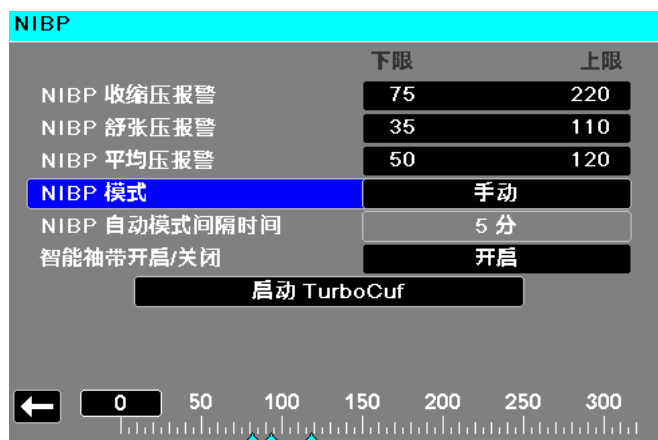 NIBP
下限 上限
NIBP 收缩压报警 75 220
NIBP 舒张压报警 35 110
NIBP 平均压报警 50 120
NIBP 模式 手动
NIBP 自动模式间隔时间 5 分
智能袖带开启/关闭 开启
启动 TurboCuf
0 50 100 150 200 250 300